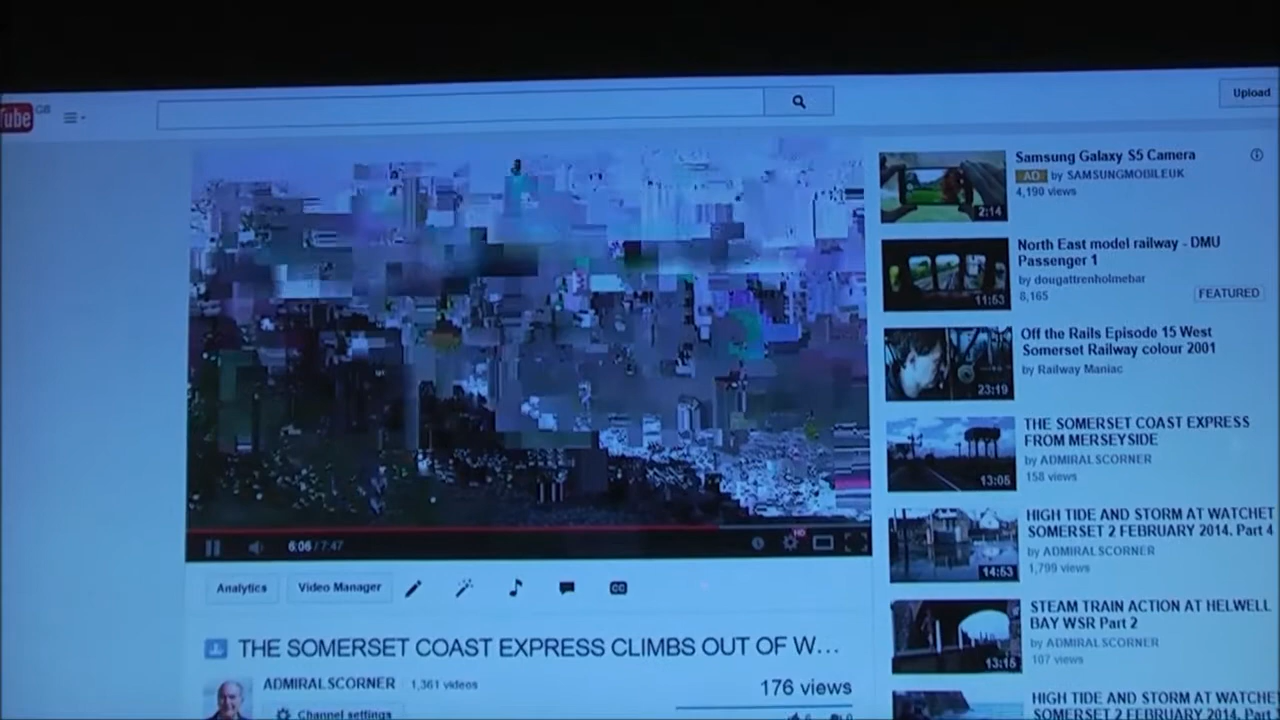 Tube GB
Upload
Samsung Galaxy S5 Camera
AD by SAMSUNGMOBILEUK
4,190 views
2:14
North East model railway - DMU
Passenger 1
by dougattrenholmebar
8,165
FEATURED
11:53
Off the Rails Episode 15 West
Somerset Railway colour 2001
by Railway Maniac
23:19
THE SOMERSET COAST EXPRESS
FROM MERSEYSIDE
by ADMIRALSCORNER
158 views
13:05
HIGH TIDE AND STORM AT WATCHET
SOMERSET 2 FEBRUARY 2014. Part 4
by ADMIRALSCORNER
1,799 views
14:53
STEAM TRAIN ACTION AT HELWELL
BAY WSR Part 2
by ADMIRALSCORNER
107 views
13:15
HIGH TIDE AND STORM AT WATCHE
SOMERSET 2 FEBRUARY 2014. Part
6:06 / 7:47
HD
Analytics
Video Manager
CC
THE SOMERSET COAST EXPRESS CLIMBS OUT OF W...
ADMIRALSCORNER · 1,361 videos
176 views
Channel settings